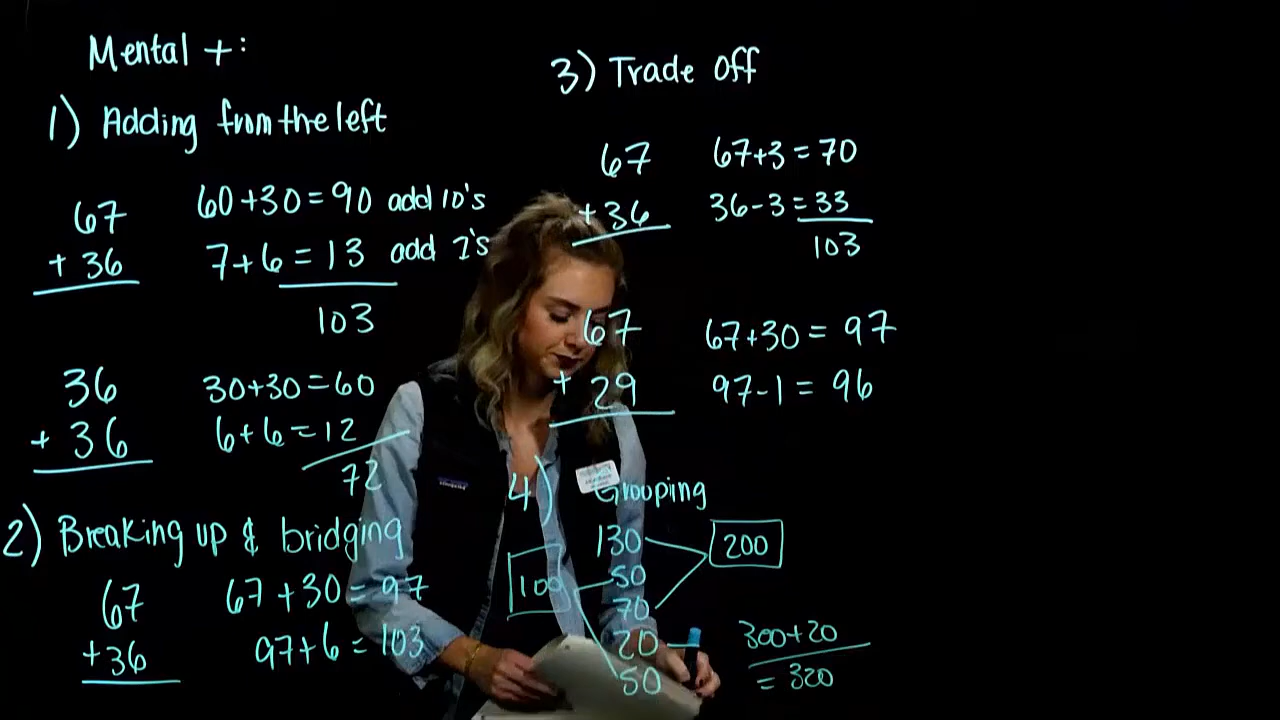 Mental +:
1) Adding from the left
67 60+30=90 add 10's
+ 36 7+6=13 add 1's
103
36 30+30=60
+ 36 6+6=12
72
2) Breaking up & bridging
67 67+30=97
+36 97+6=103
3) Trade off
67 67+3=70
+36 36-3=33
103
67 67+30=97
+ 29 97-1=96
4) Grouping
130 200
100 50
70
20 300+20
50 =320